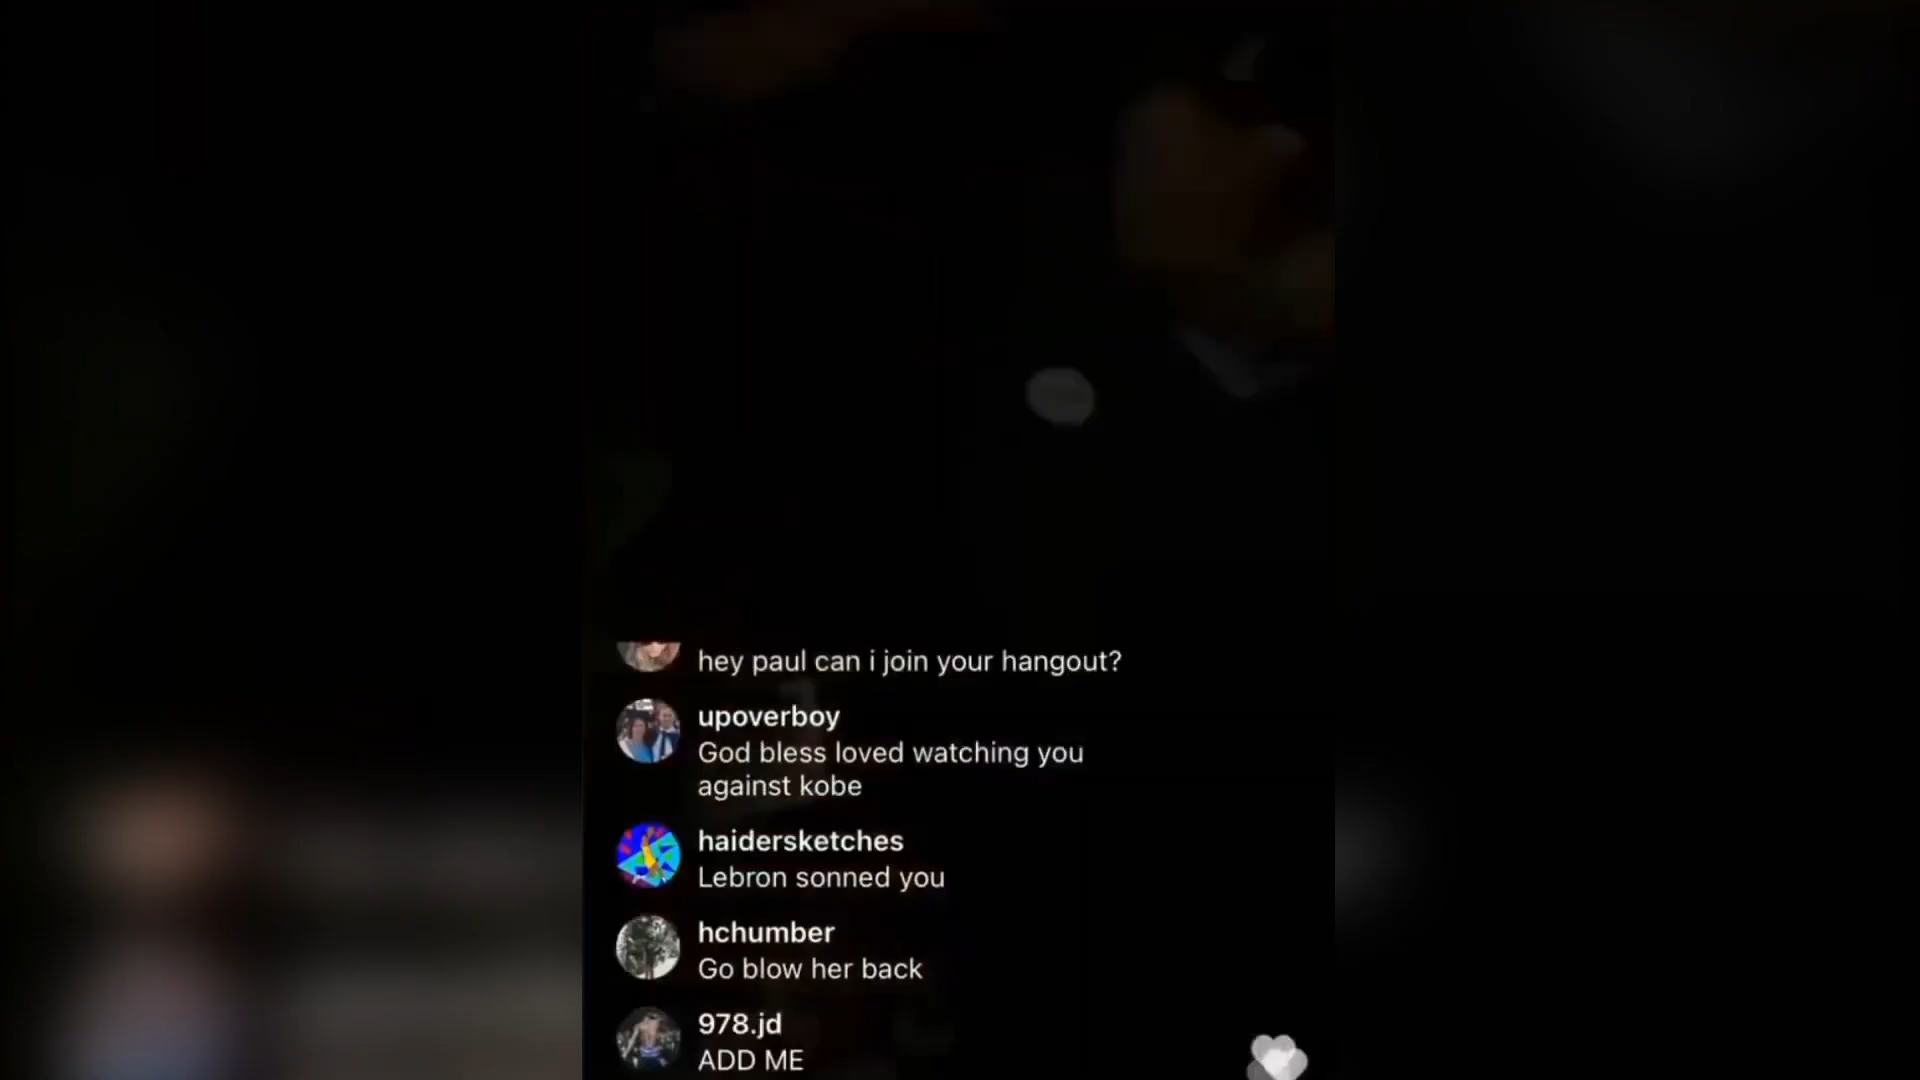 hey paul can i join your hangout?
upoverboy
God bless loved watching you
against kobe
haidersketches
Lebron sonned you
hchumber
Go blow her back
978.jd
ADD ME